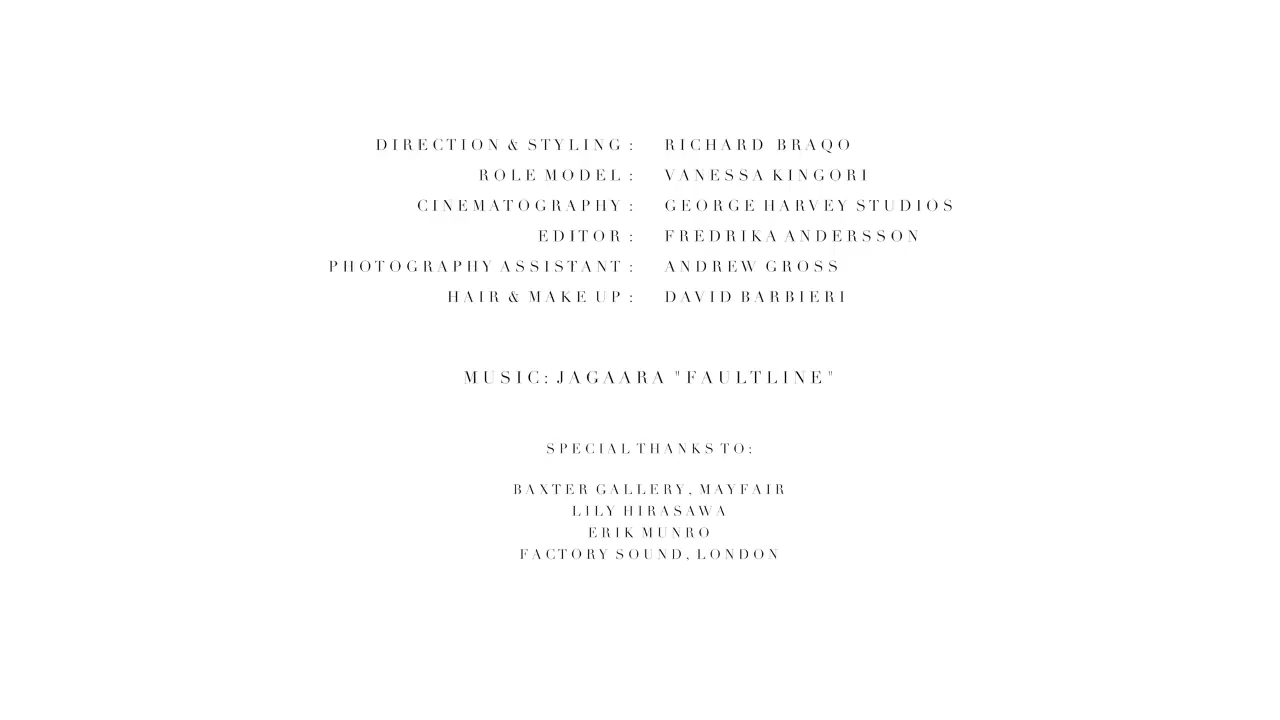 DIRECTION & STYLING : RICHARD BRAQO
ROLE MODEL : VANESSA KINGORI
CINEMATOGRAPHY : GEORGE HARVEY STUDIOS
EDITOR : FREDRIKA ANDERSSON
PHOTOGRAPHY ASSISTANT : ANDREW GROSS
HAIR & MAKE UP : DAVID BARBIERI
MUSIC: JAGAARA "FAULTLINE"
SPECIAL THANKS TO:
BAXTER GALLERY, MAYFAIR
LILY HIRASAWA
ERIK MUNRO
FACTORY SOUND, LONDON